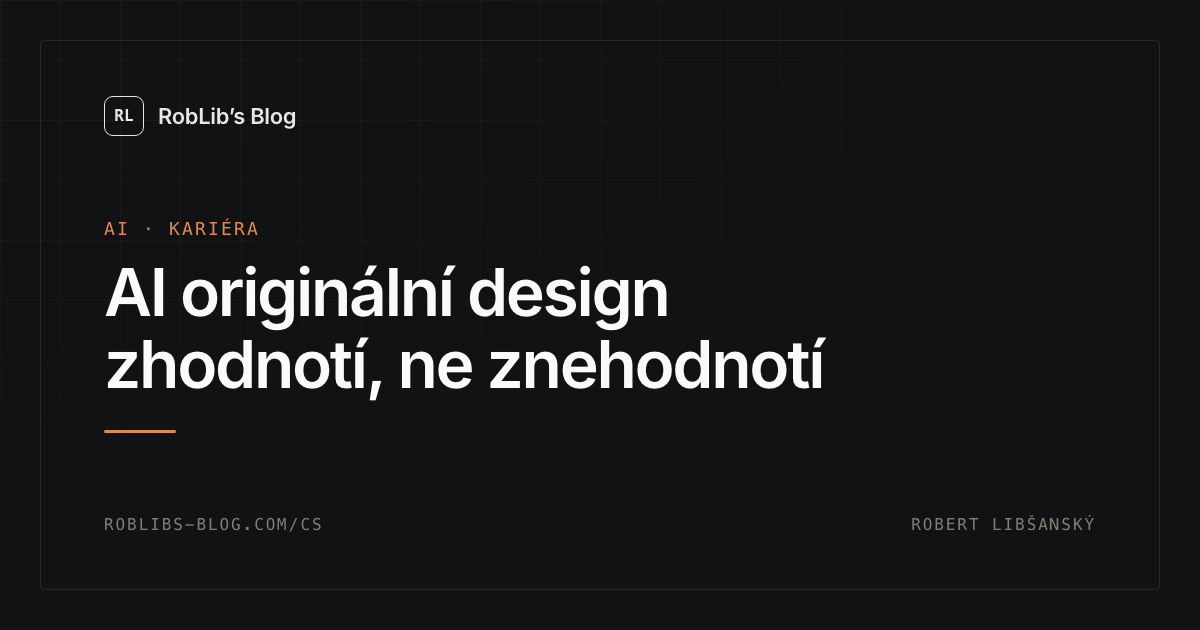 RL RobLib’s Blog
AI · KARIÉRA
AI originální design
zhodnotí, ne znehodnotí
ROBLIBS-BLOG.COM/CS ROBERT LIBŠANSKÝ